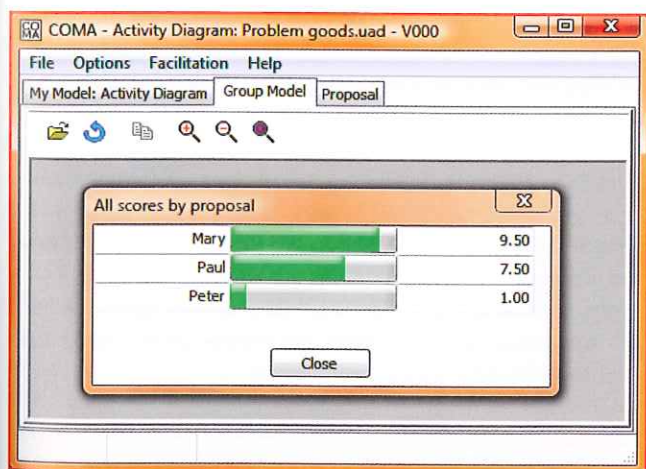 COMA COMA - Activity Diagram: Problem goods.uad - V000
File Options Facilitation Help
My Model: Activity Diagram Group Model Proposal
All scores by proposal
Mary 9.50
Paul 7.50
Peter 1.00
Close